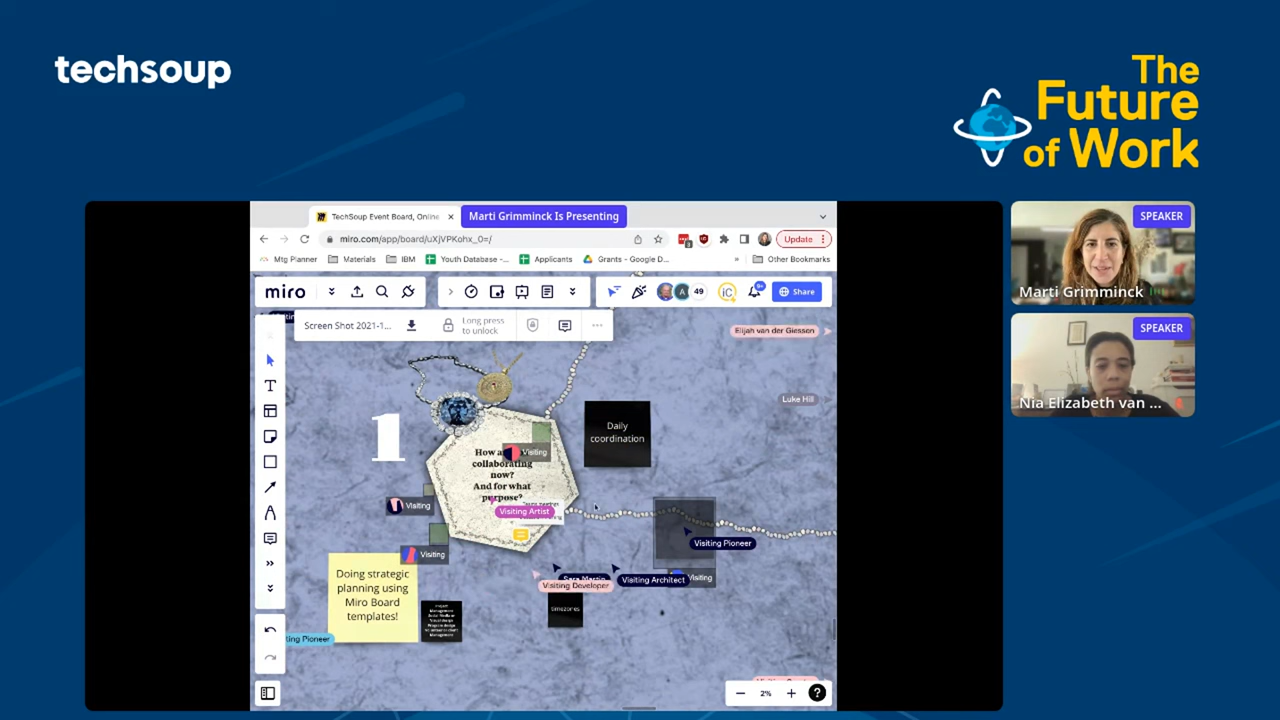 techsoup
The
Future
of Work
TechSoup Event Board, Online
Marti Grimminck Is Presenting
miro.com/app/board/uXjVPKohx_0=/
Update
Mtg Planner
Materials
IBM
Youth Database -...
Applicants
Grants - Google D...
Other Bookmarks
miro
A
49
iC
9+
Share
Screen Shot 2021-1...
Long press
to unlock
Elijah van der Giessen
Luke Hill
1
Daily
coordination
How a
collaborating
now?
And for what
purpose?
Visiting
Visiting Artist
Visiting
Visiting
Visiting Pioneer
Sara Martin
Visiting Developer
Visiting Architect
Visiting
timezones
Doing strategic
planning using
Miro Board
templates!
ting Pioneer
2%
SPEAKER
Marti Grimminck
SPEAKER
Nia Elizabeth van ...